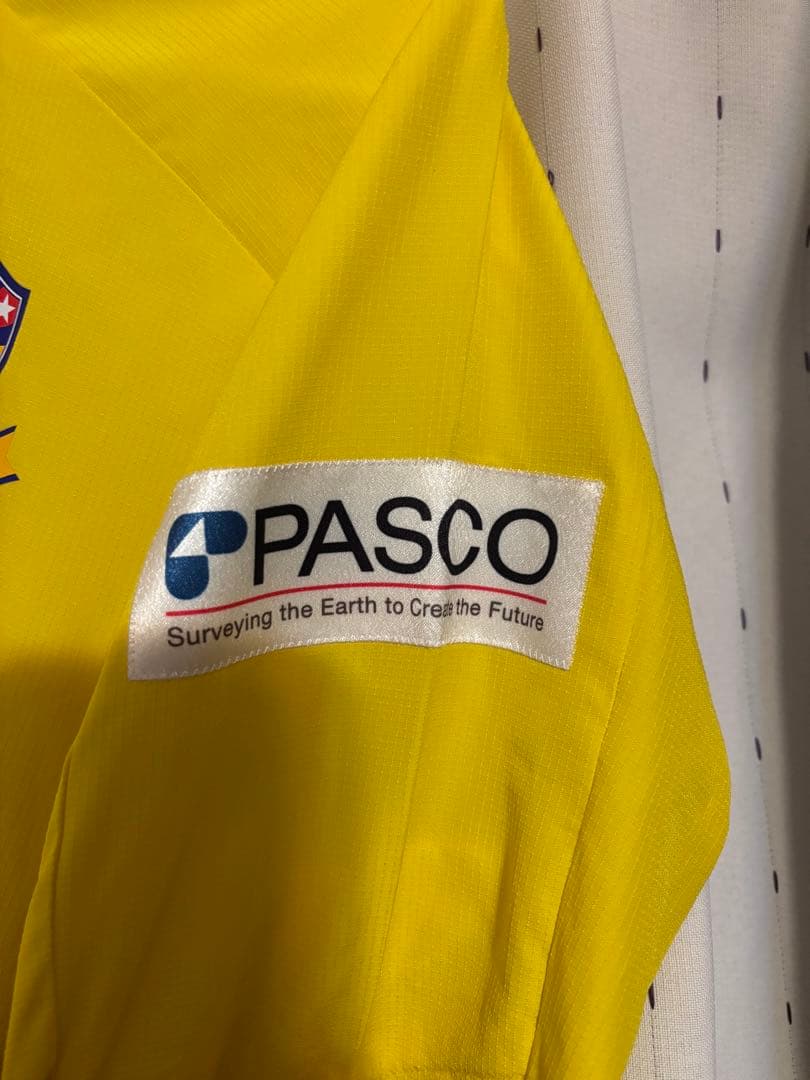 PASCO
Surveying the Earth to Create the Future